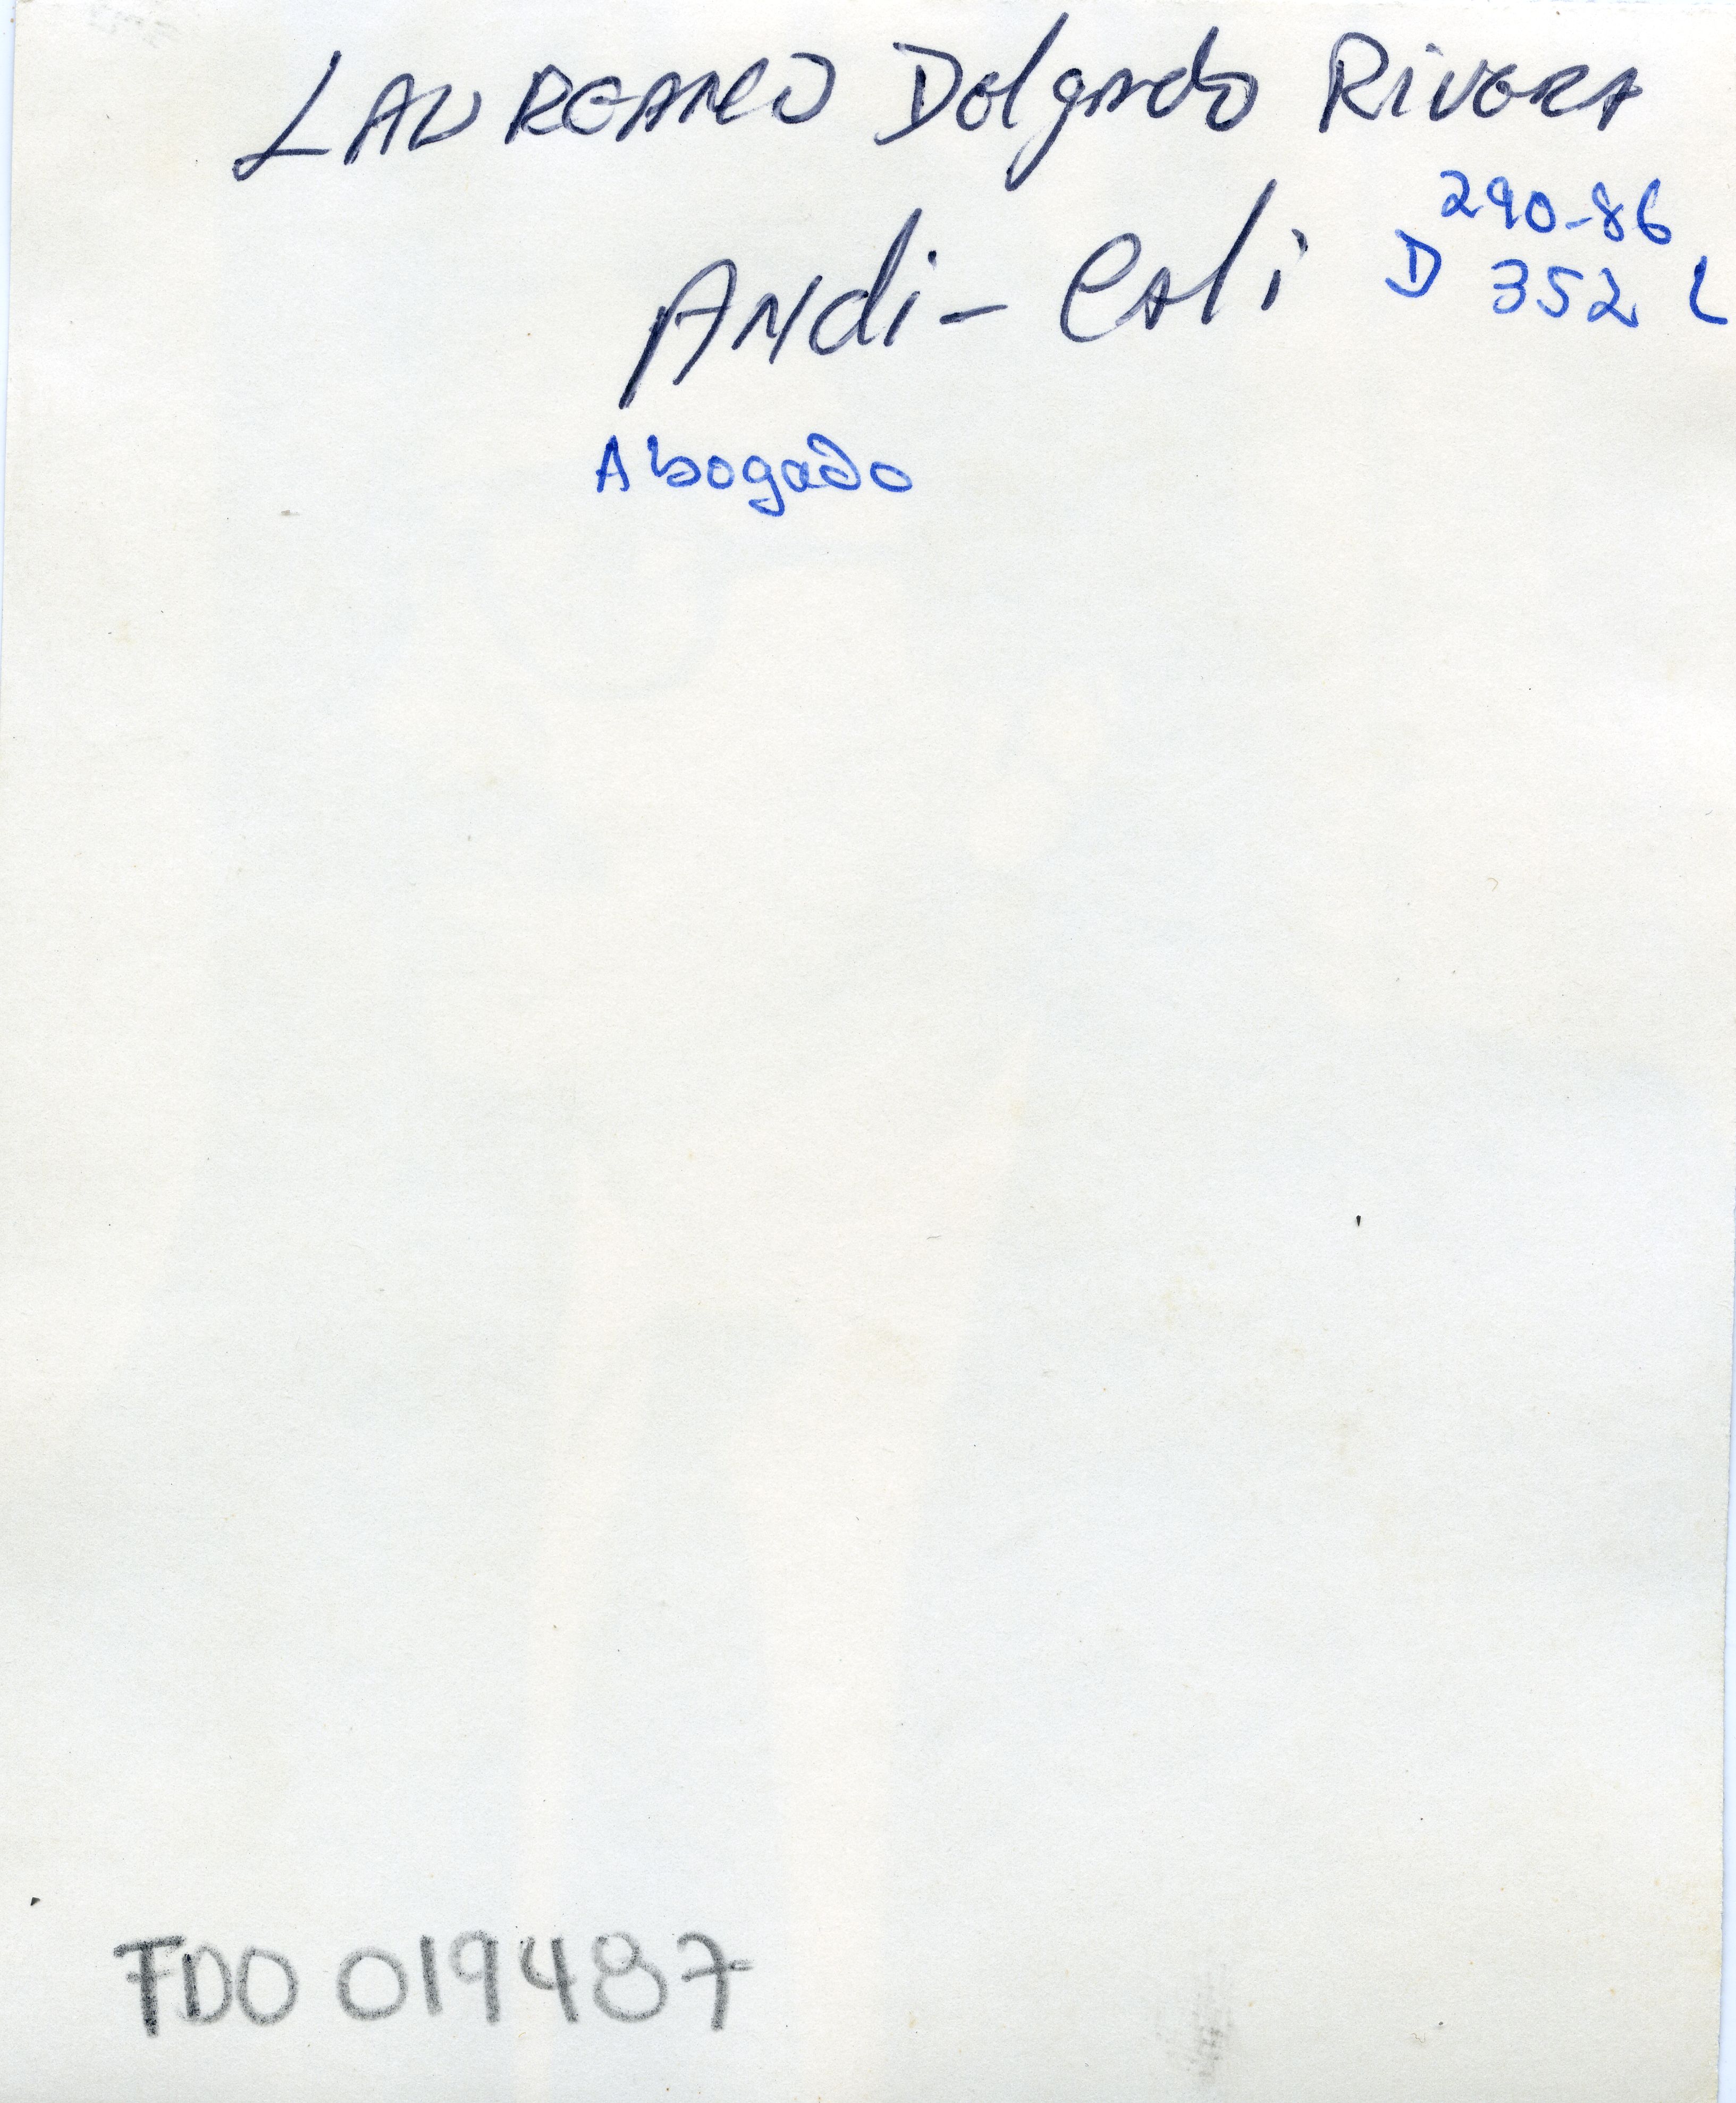 LAUREANO Delgado RIVERA
290-86
Andi - Cali D 352 L
Abogado
FDO 019487